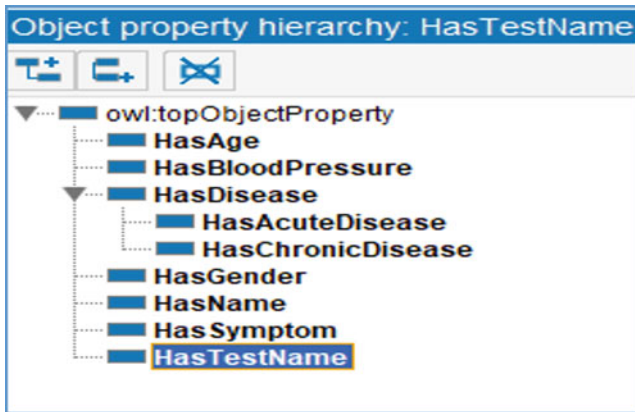 Object property hierarchy: HasTestName
owl:topObjectProperty
HasAge
HasBloodPressure
HasDisease
HasAcuteDisease
HasChronicDisease
HasGender
HasName
HasSymptom
HasTestName